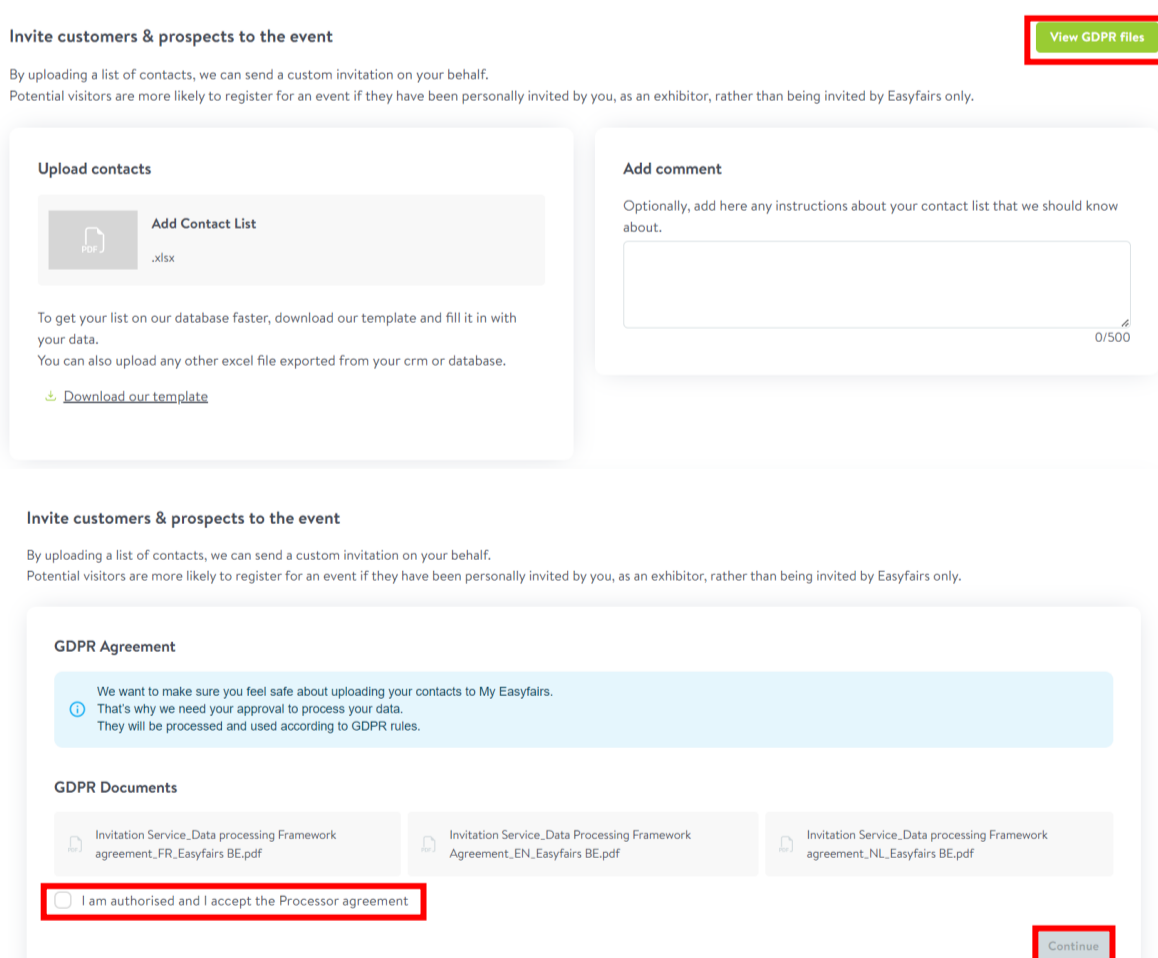 Invite customers & prospects to the event
View GDPR files
By uploading a list of contacts, we can send a custom invitation on your behalf.
Potential visitors are more likely to register for an event if they have been personally invited by you, as an exhibitor, rather than being invited by Easyfairs only.
Upload contacts
PDF
Add Contact List
.xlsx
To get your list on our database faster, download our template and fill it in with
your data.
You can also upload any other excel file exported from your crm or database.
Download our template
Add comment
Optionally, add here any instructions about your contact list that we should know
about.
0/500
Invite customers & prospects to the event
By uploading a list of contacts, we can send a custom invitation on your behalf.
Potential visitors are more likely to register for an event if they have been personally invited by you, as an exhibitor, rather than being invited by Easyfairs only.
GDPR Agreement
We want to make sure you feel safe about uploading your contacts to My Easyfairs.
That's why we need your approval to process your data.
They will be processed and used according to GDPR rules.
GDPR Documents
PDF
Invitation Service_Data processing Framework
agreement_FR_Easyfairs BE.pdf
PDF
Invitation Service_Data Processing Framework
Agreement_EN_Easyfairs BE.pdf
PDF
Invitation Service_Data processing Framework
agreement_NL_Easyfairs BE.pdf
I am authorised and I accept the Processor agreement
Continue